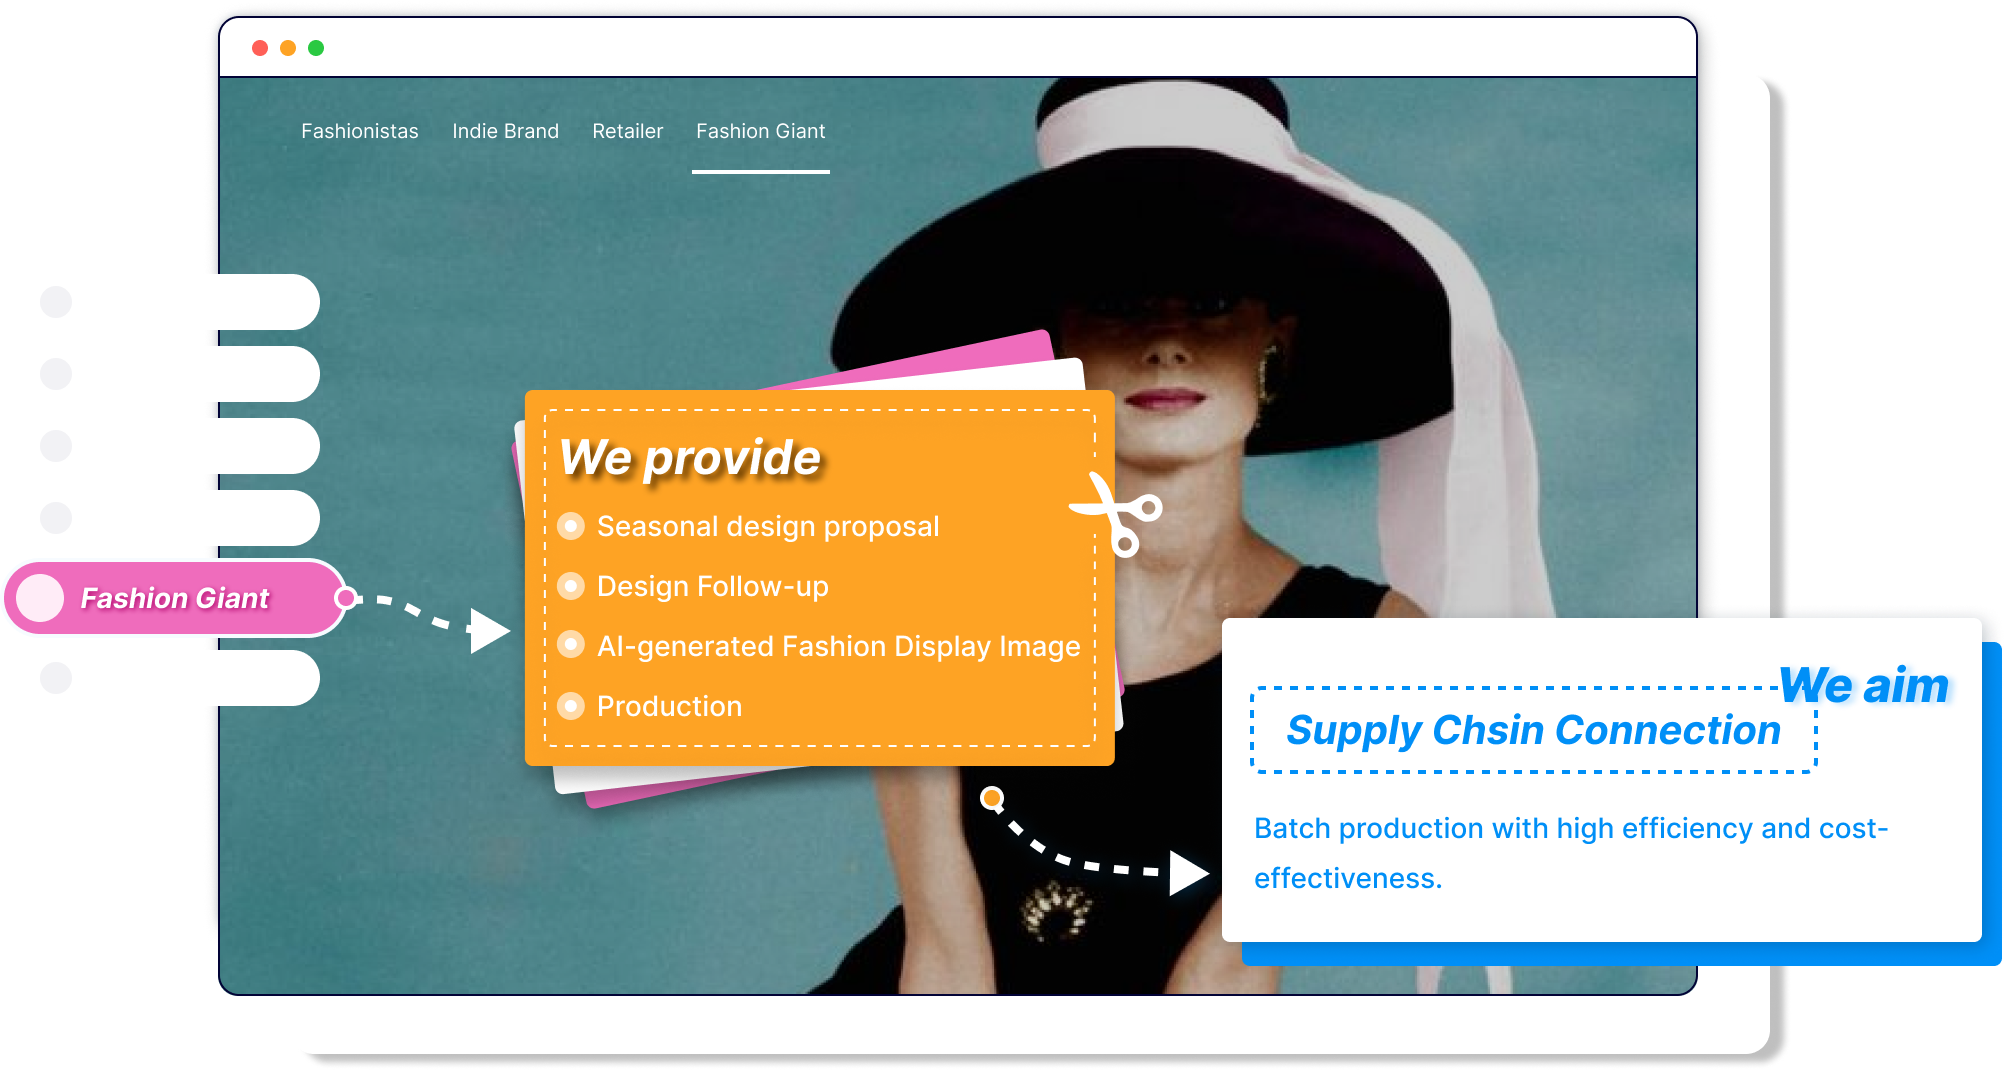 Fashionistas Indie Brand Retailer Fashion Giant
Fashion Giant
We provide
Seasonal design proposal
Design Follow-up
AI-generated Fashion Display Image
Production
We aim
Supply Chsin Connection
Batch production with high efficiency and cost-
effectiveness.